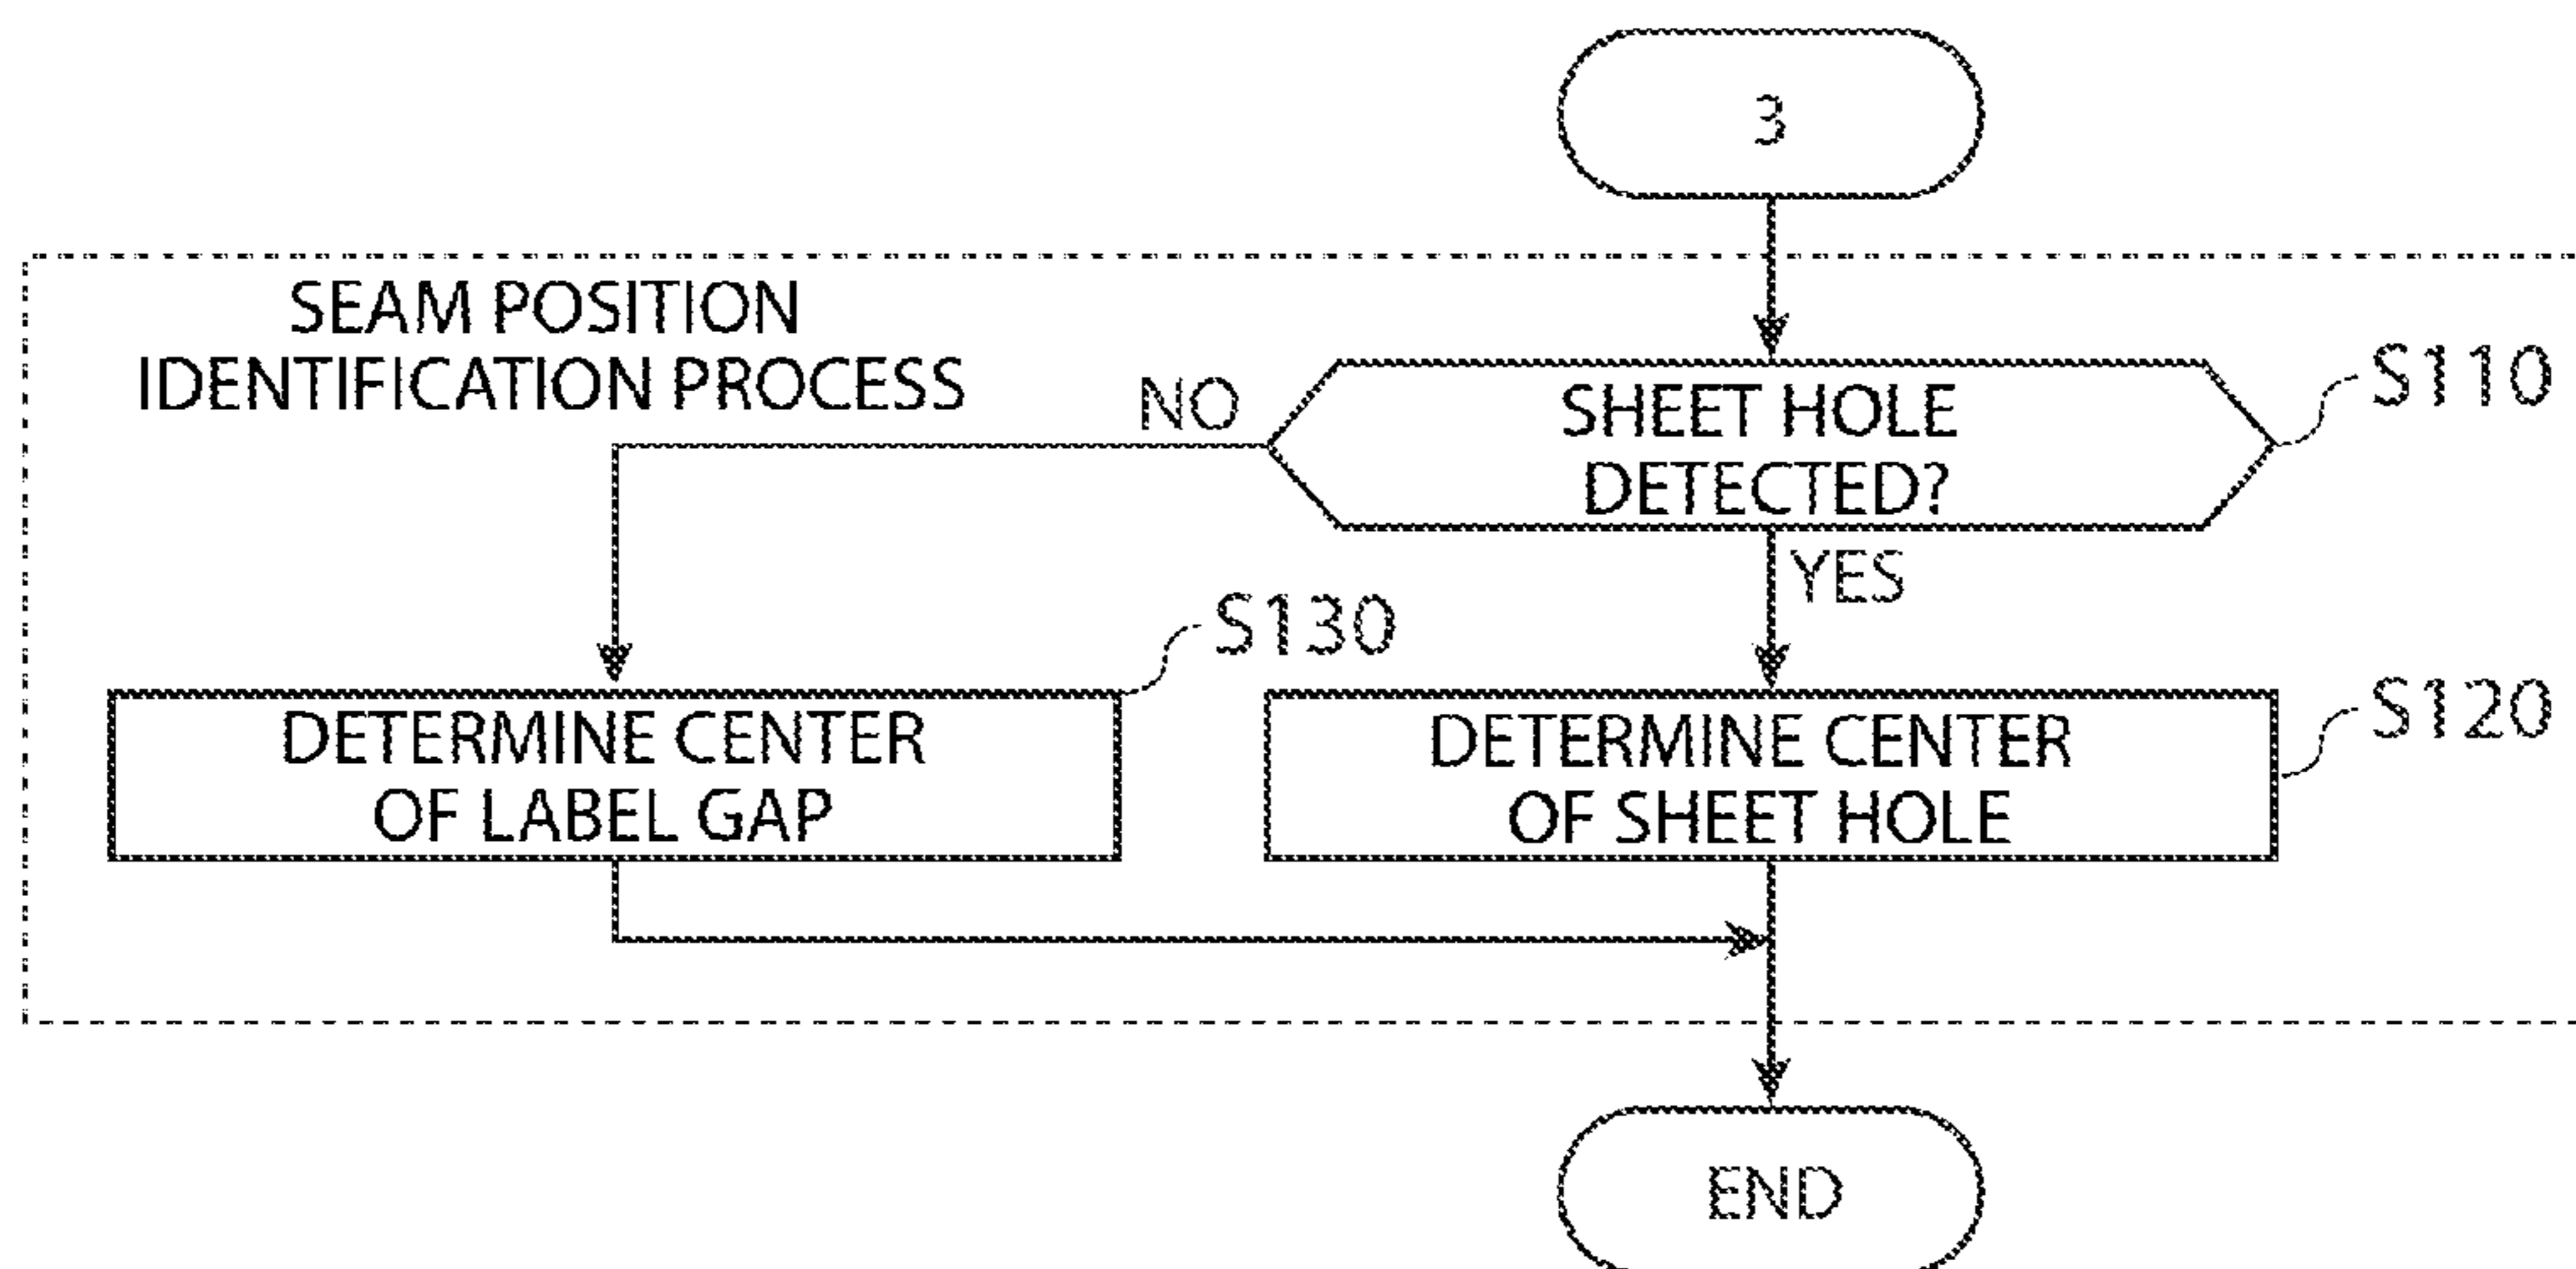 3
SEAM POSITION
IDENTIFICATION PROCESS
NO
SHEET HOLE
DETECTED?
S110
YES
S130
DETERMINE CENTER
OF LABEL GAP
DETERMINE CENTER
OF SHEET HOLE
S120
END